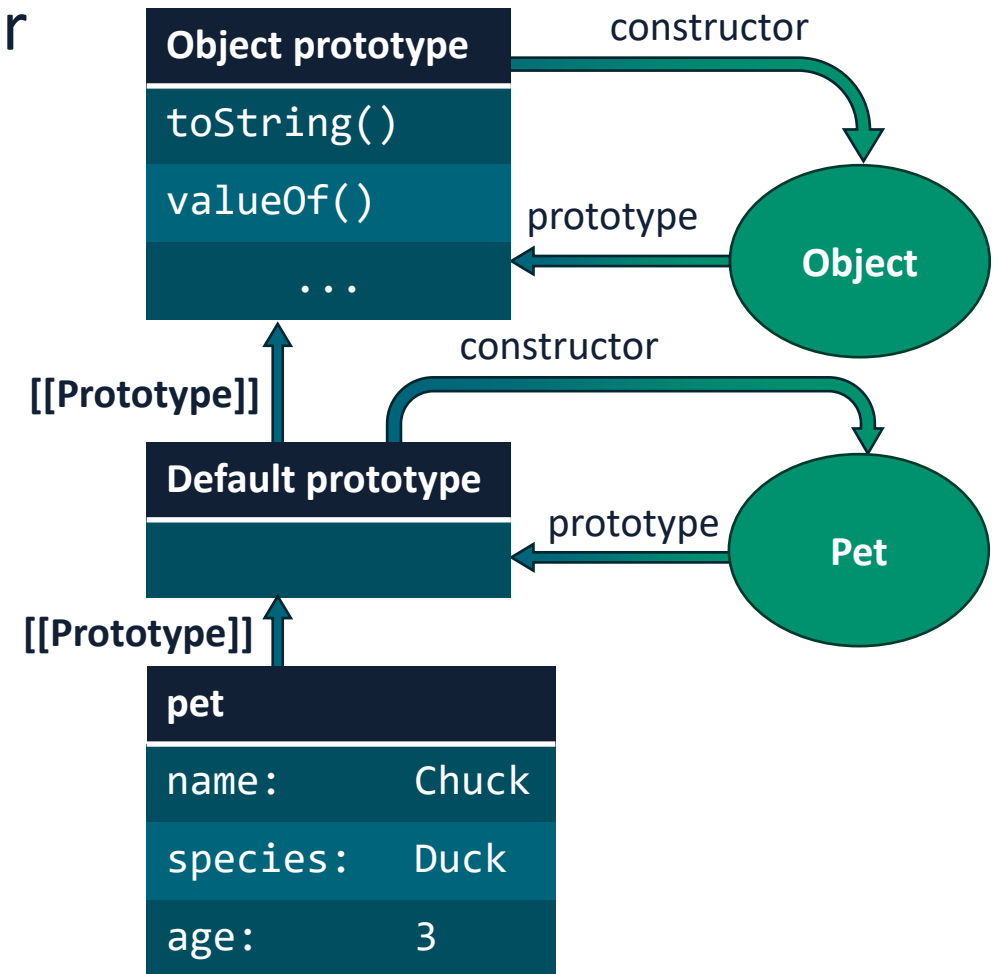 r
constructor
Object prototype
toString()
valueOf()
...
prototype
Object
constructor
[[Prototype]]
Default prototype
prototype
Pet
[[Prototype]]
pet
name: Chuck
species: Duck
age: 3